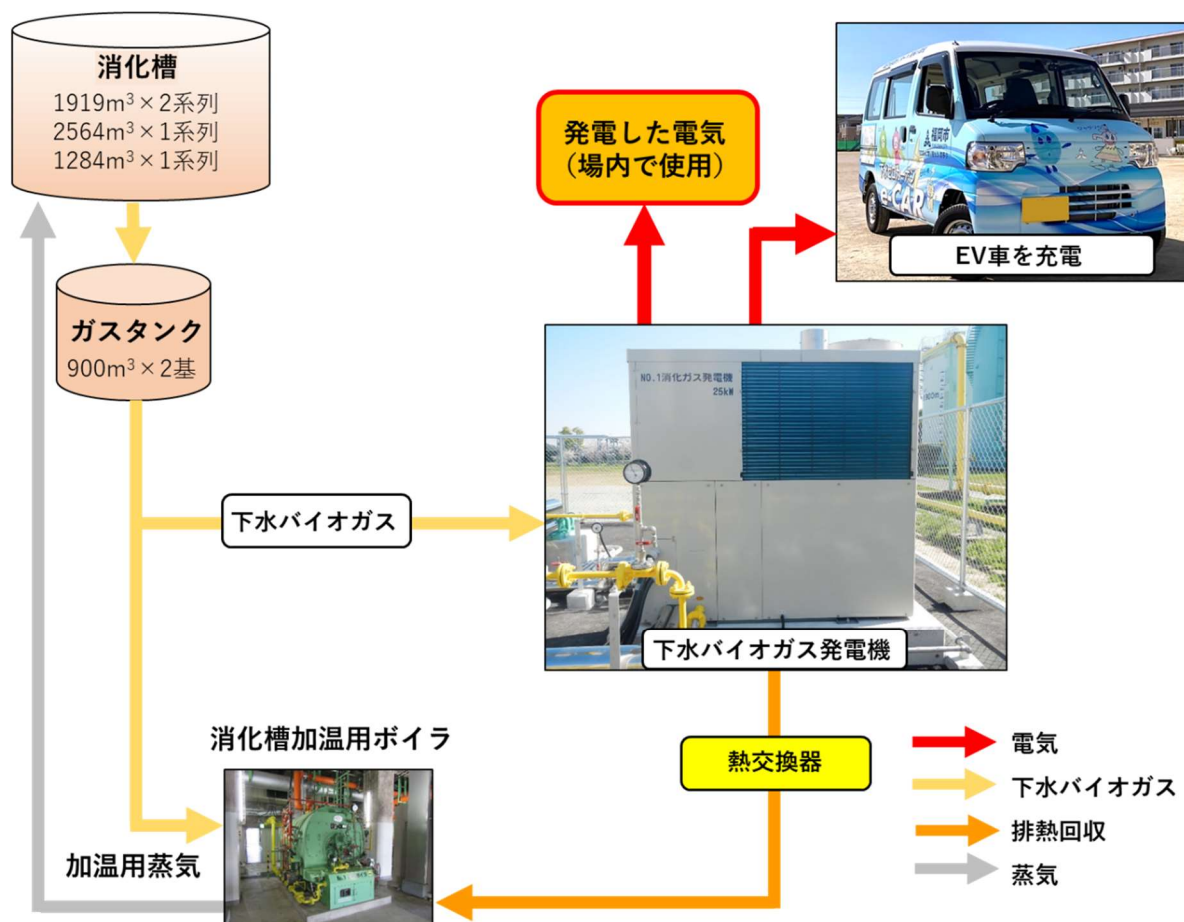 消化槽
1919m³×2系列
2564m³×1系列
1284m³×1系列
ガスタンク
900m³×2基
発電した電気
（場内で使用）
福岡市
e-CAR
EV車を充電
NO.1消化ガス発電機
25kW
下水バイオガス
下水バイオガス発電機
消化槽加温用ボイラ
熱交換器
加温用蒸気
電気
下水バイオガス
排熱回収
蒸気